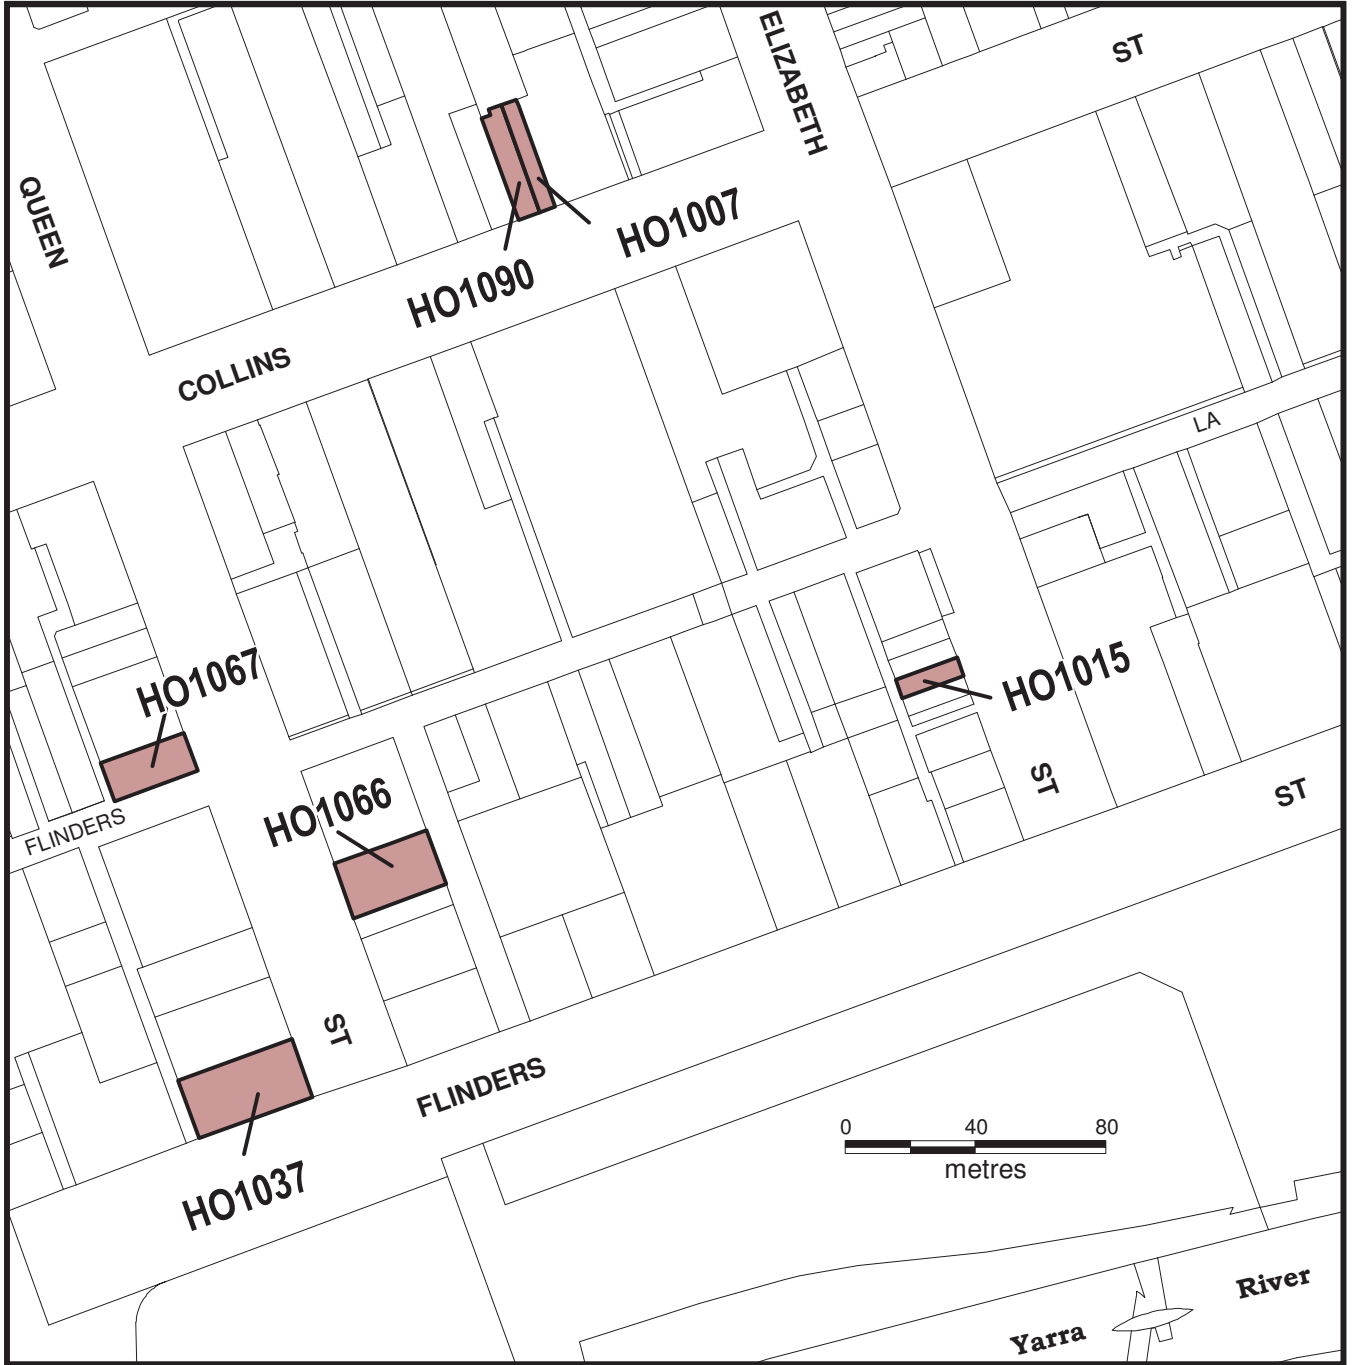 ELIZABETH
ST
QUEEN
HO1007
HO1090
COLLINS
LA
HO1067
HO1015
ST
ST
HO1066
FLINDERS
ST
FLINDERS
0 40 80
metres
HO1037
River
Yarra